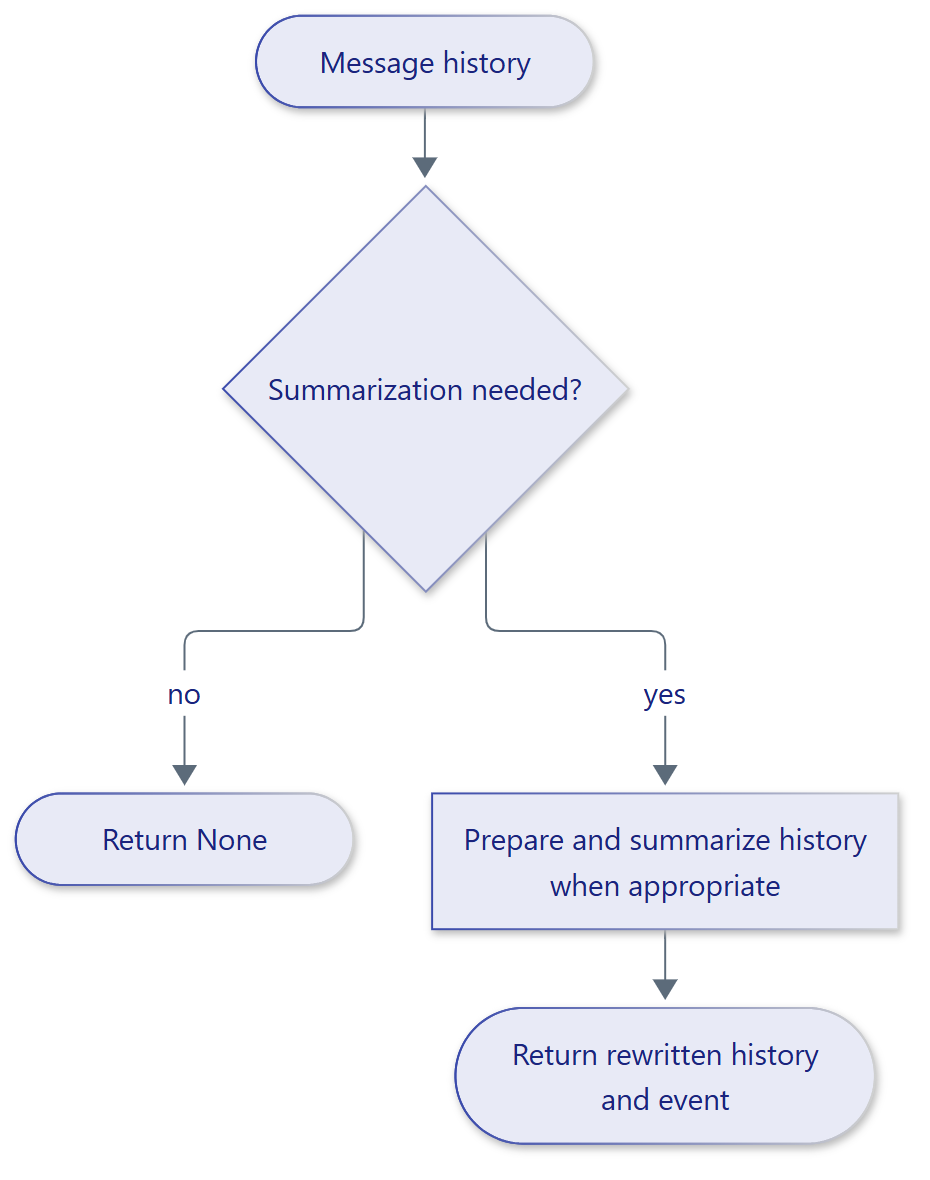 Message history
Summarization needed?
no
yes
Return None
Prepare and summarize history
when appropriate
Return rewritten history
and event